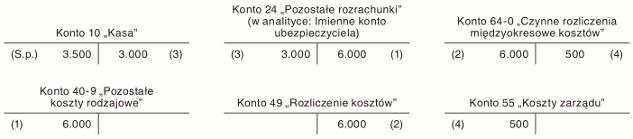 Konto 10 „Kasa”
(S.p.) 3.500 3.000 (3)
Konto 24 „Pozostałe rozrachunki”
(w analityce: Imienne konto
ubezpieczyciela)
(3) 3.000 6.000 (1)
Konto 64-0 „Czynne rozliczenia
międzyokresowe kosztów”
(2) 6.000 500 (4)
Konto 40-9 „Pozostałe
koszty rodzajowe”
(1) 6.000
Konto 49 „Rozliczenie kosztów”
6.000 (2)
Konto 55 „Koszty zarządu”
(4) 500